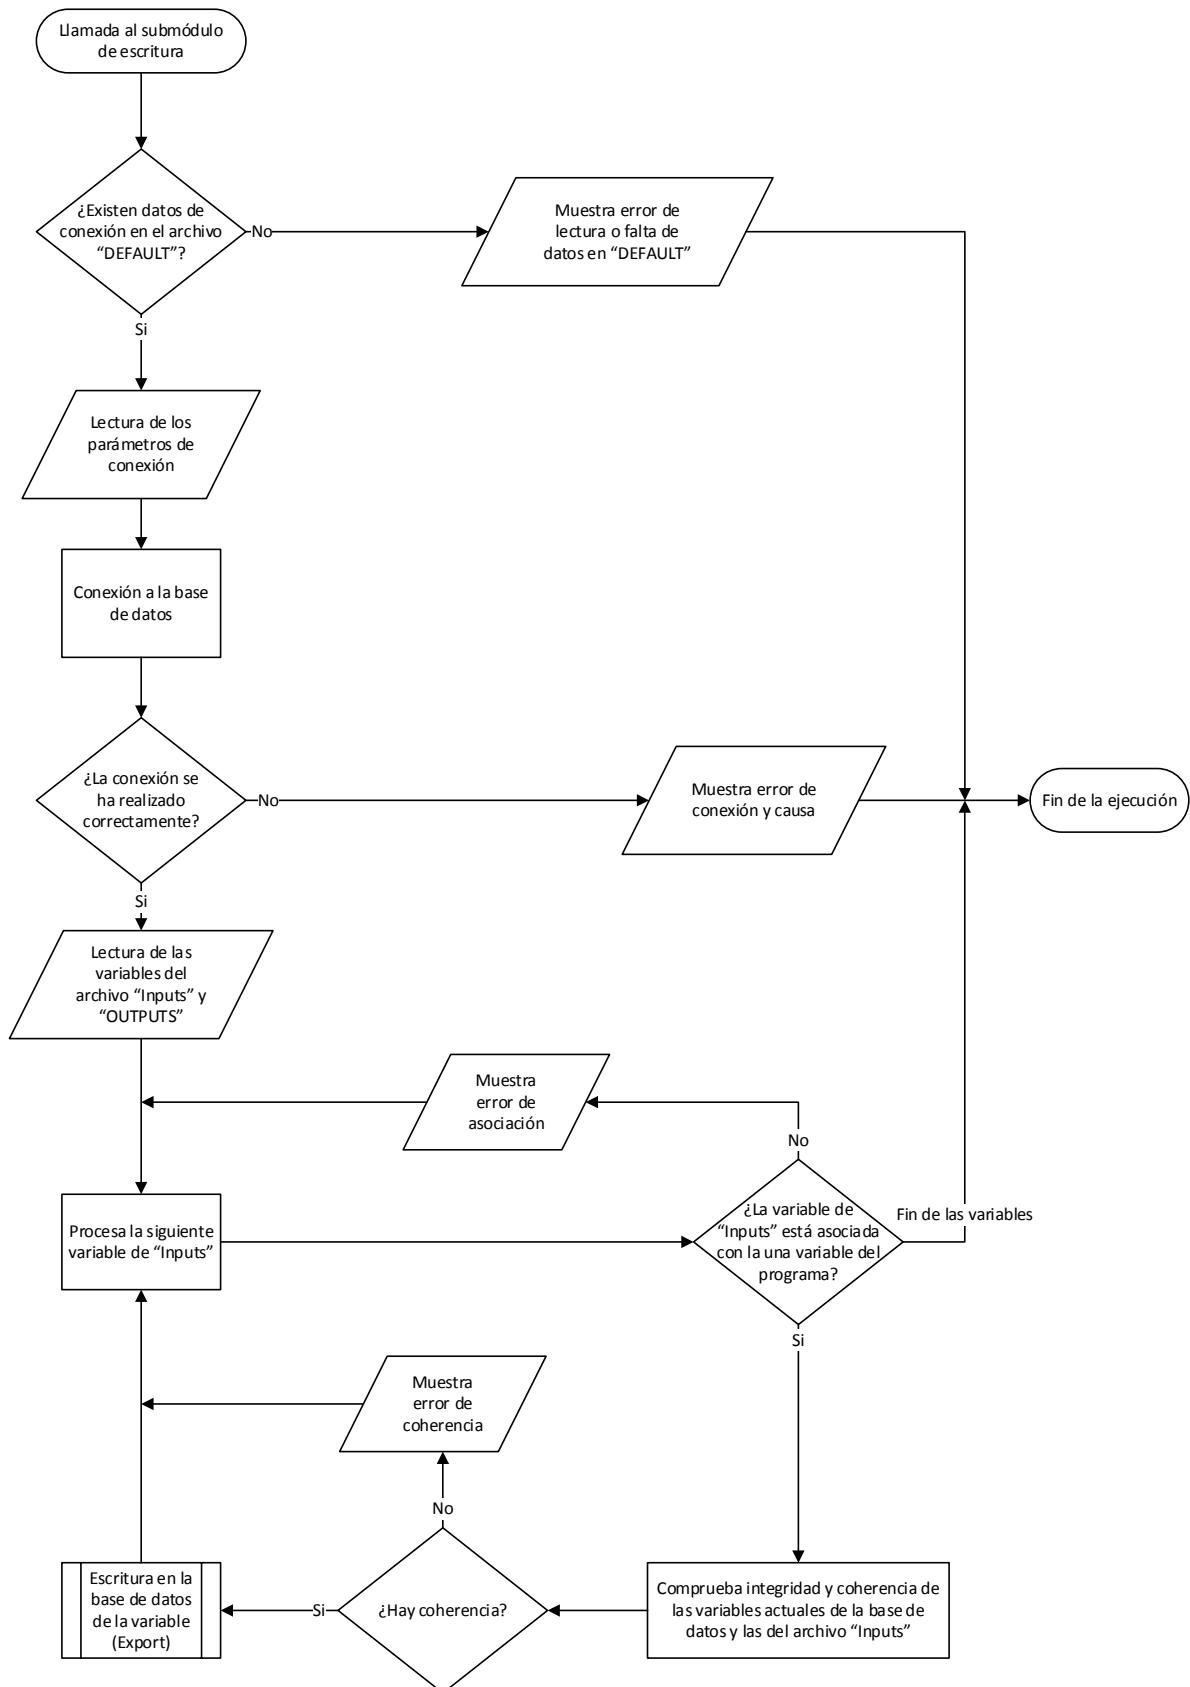 Llamada al submódulo
de escritura
¿Existen datos de
conexión en el archivo
“DEFAULT”?
No
Muestra error de
lectura o falta de
datos en “DEFAULT”
Si
Lectura de los
parámetros de
conexión
Conexión a la base
de datos
¿La conexión se
ha realizado
correctamente?
No
Muestra error de
conexión y causa
Fin de la ejecución
Si
Lectura de las
variables del
archivo “Inputs” y
“OUTPUTS”
Muestra
error de
asociación
No
Procesa la siguiente
variable de “Inputs”
¿La variable de
“Inputs” está asociada
con la una variable del
programa?
Fin de las variables
Si
Muestra
error de
coherencia
No
Escritura en la
base de datos
de la variable
(Export)
Si
¿Hay coherencia?
Comprueba integridad y coherencia de
las variables actuales de la base de
datos y las del archivo “Inputs”